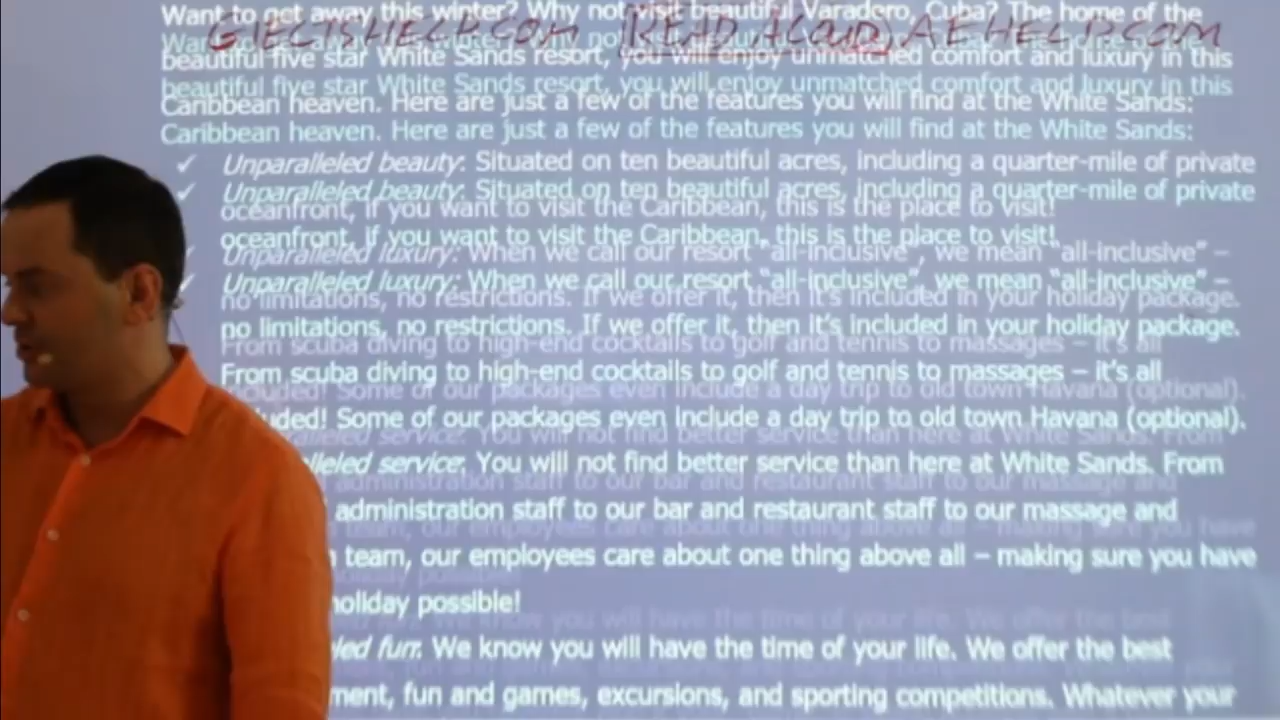 GIELTSHELP.COM READ ALOUD AEHELP.COM
Want to get away this winter? Why not visit beautiful Varadero, Cuba? The home of the
beautiful five star White Sands resort, you will enjoy unmatched comfort and luxury in this
Caribbean heaven. Here are just a few of the features you will find at the White Sands:
✓ Unparalleled beauty: Situated on ten beautiful acres, including a quarter-mile of private
oceanfront, if you want to visit the Caribbean, this is the place to visit!
Unparalleled luxury: When we call our resort "all-inclusive", we mean "all-inclusive" –
no limitations, no restrictions. If we offer it, then it's included in your holiday package.
From scuba diving to high-end cocktails to golf and tennis to massages – it's all
uded! Some of our packages even include a day trip to old town Havana (optional).
lleled service: You will not find better service than here at White Sands. From
administration staff to our bar and restaurant staff to our massage and
team, our employees care about one thing above all – making sure you have
holiday possible!
led fun: We know you will have the time of your life. We offer the best
ment, fun and games, excursions, and sporting competitions. Whatever your